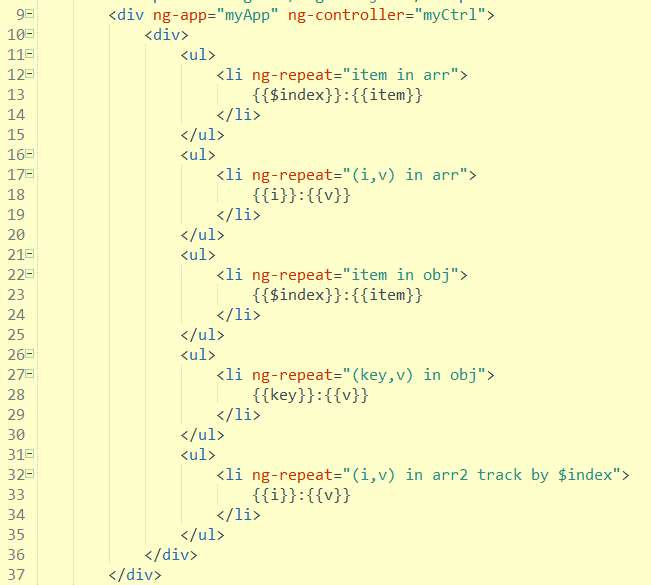 9 <div ng-app="myApp" ng-controller="myCtrl">
10 <div>
11 <ul>
12 <li ng-repeat="item in arr">
13 {{$index}}:{{item}}
14 </li>
15 </ul>
16 <ul>
17 <li ng-repeat="(i,v) in arr">
18 {{i}}:{{v}}
19 </li>
20 </ul>
21 <ul>
22 <li ng-repeat="item in obj">
23 {{$index}}:{{item}}
24 </li>
25 </ul>
26 <ul>
27 <li ng-repeat="(key,v) in obj">
28 {{key}}:{{v}}
29 </li>
30 </ul>
31 <ul>
32 <li ng-repeat="(i,v) in arr2 track by $index">
33 {{i}}:{{v}}
34 </li>
35 </ul>
36 </div>
37 </div>